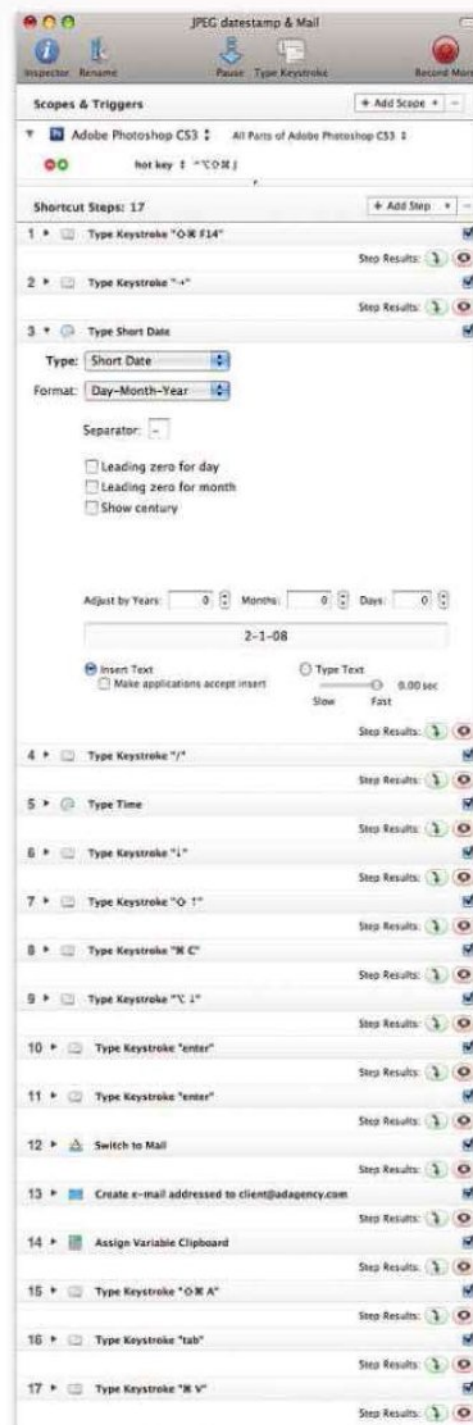 JPEG datestamp & Mail
Inspector Rename Pause Type Keystroke Record More
Scopes & Triggers + Add Scope
Adobe Photoshop CS3 All Parts of Adobe Photoshop CS3
hot key ⌃⌥⇧⌘J
Shortcut Steps: 17 + Add Step
1 Type Keystroke "⇧⌘ F14"
Step Results:
2 Type Keystroke "→"
Step Results:
3 Type Short Date
Type: Short Date
Format: Day-Month-Year
Separator: -
Leading zero for day
Leading zero for month
Show century
Adjust by Years: 0 Months: 0 Days: 0
2-1-08
Insert Text Type Text
Make applications accept insert 0.00 sec
Slow Fast
Step Results:
4 Type Keystroke "/"
Step Results:
5 Type Time
Step Results:
6 Type Keystroke "↓"
Step Results:
7 Type Keystroke "⇧ ↑"
Step Results:
8 Type Keystroke "⌘ C"
Step Results:
9 Type Keystroke "⌥ ↓"
Step Results:
10 Type Keystroke "enter"
Step Results:
11 Type Keystroke "enter"
Step Results:
12 Switch to Mail
Step Results:
13 Create e-mail addressed to client@adagency.com
Step Results:
14 Assign Variable Clipboard
Step Results:
15 Type Keystroke "⇧⌘ A"
Step Results:
16 Type Keystroke "tab"
Step Results:
17 Type Keystroke "⌘ V"
Step Results: